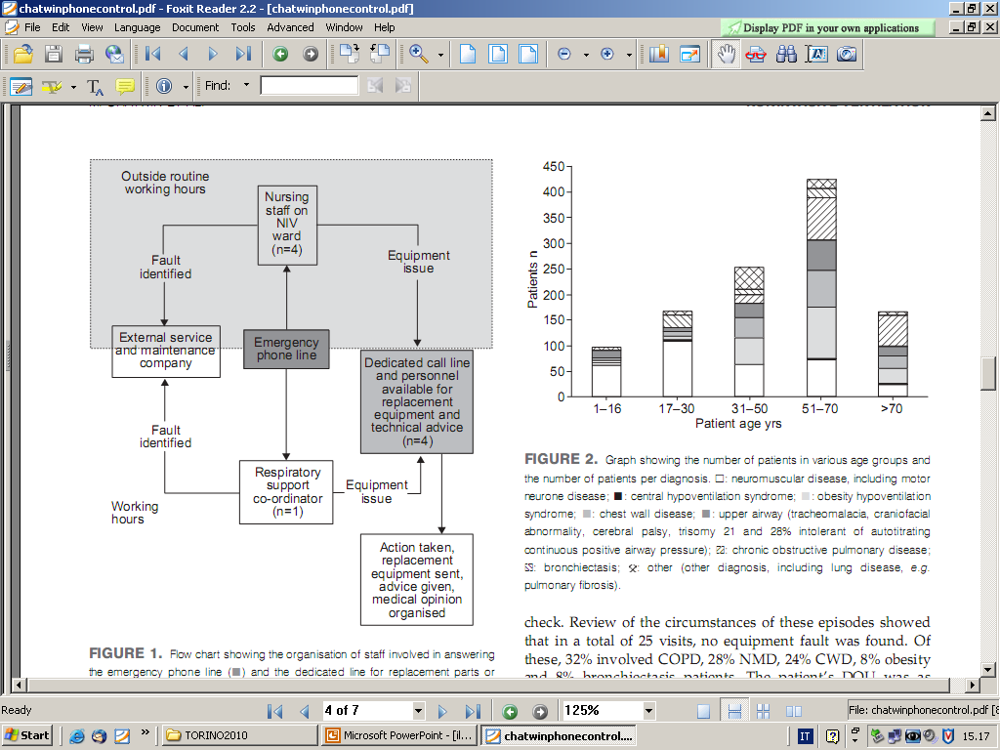 chatwinphonecontrol.pdf - Foxit Reader 2.2 - [chatwinphonecontrol.pdf]
File Edit View Language Document Tools Advanced Window Help
Display PDF in your own applications
Find:
Outside routine
working hours
Nursing
staff on
NIV
ward
(n=4)
Fault
identified
Equipment
issue
External service
and maintenance
company
Emergency
phone line
Dedicated call line
and personnel
available for
replacement
equipment and
technical advice
(n=4)
Fault
identified
Respiratory
support
co-ordinator
(n=1)
Equipment
issue
Working
hours
Action taken,
replacement
equipment sent,
advice given,
medical opinion
organised
FIGURE 1. Flow chart showing the organisation of staff involved in answering
the emergency phone line (■) and the dedicated line for replacement parts or
450
400
350
300
250
200
150
100
50
0
Patients n
1–16 17–30 31–50 51–70 >70
Patient age yrs
FIGURE 2. Graph showing the number of patients in various age groups and
the number of patients per diagnosis. □: neuromuscular disease, including motor
neurone disease; ■: central hypoventilation syndrome; ■: obesity hypoventilation
syndrome; ■: chest wall disease; ■: upper airway (tracheomalacia, craniofacial
abnormality, cerebral palsy, trisomy 21 and 28% intolerant of autotitrating
continuous positive airway pressure); ▨: chronic obstructive pulmonary disease;
▧: bronchiectasis; ▩: other (other diagnosis, including lung disease, e.g.
pulmonary fibrosis).
check. Review of the circumstances of these episodes showed
that in a total of 25 visits, no equipment fault was found. Of
these, 32% involved COPD, 28% NMD, 24% CWD, 8% obesity
and 8% bronchiectasis patients. The patient's DOU was as
Ready
4 of 7
125%
File: chatwinphonecontrol.pdf [8
Start
»
TORINO2010
Microsoft PowerPoint - [il...
chatwinphonecontrol....
IT
15.17